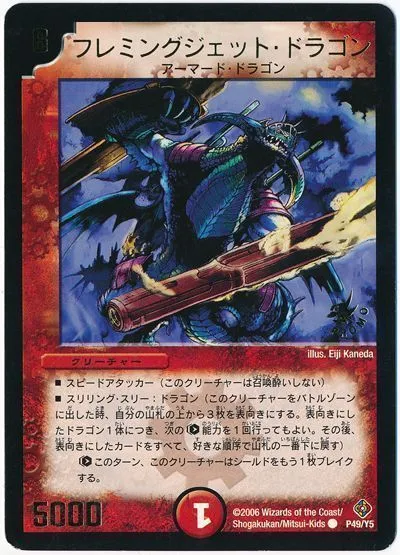 フレミングジェット・ドラゴン
アーマード・ドラゴン
illus. Eiji Kaneda
クリーチャー
■ スピードアタッカー（このクリーチャーは召喚酔いしない）
■ スリリング・スリー：ドラゴン（このクリーチャーをバトルゾーン
に出した時、自分の山札の上から3枚を表向きにする。表向きにし
たドラゴン1体につき、次の能力を1回行ってもよい。その後、
表向きにしたカードをすべて、好きな順序で山札の一番下に戻す）
このターン、このクリーチャーはシールドをもう1枚ブレイク
する。
5000
1
©2006 Wizards of the Coast/
Shogakukan/Mitsui-Kids
P49/Y5